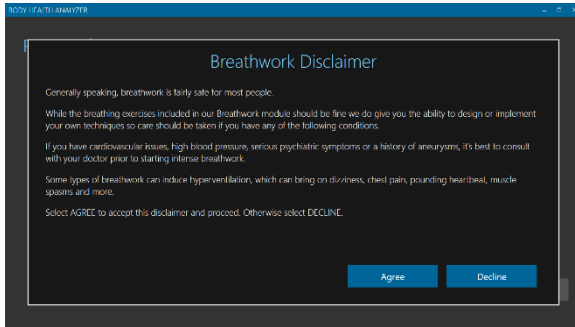 BODY HEALTH ANALYZER
Breathwork Disclaimer
Generally speaking, breathwork is fairly safe for most people.
While the breathing exercises included in our Breathwork module should be fine we do give you the ability to design or implement
your own techniques so care should be taken if you have any of the following conditions.
If you have cardiovascular issues, high blood pressure, serious psychiatric symptoms or a history of aneurysms, it's best to consult
with your doctor prior to starting intense breathwork.
Some types of breathwork can induce hyperventilation, which can bring on dizziness, chest pain, pounding heartbeat, muscle
spasms and more.
Select AGREE to accept this disclaimer and proceed. Otherwise select DECLINE.
Agree Decline